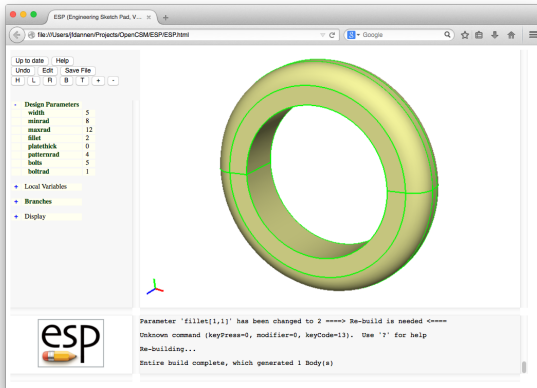 ESP (Engineering Sketch Pad, V...
file:///Users/jfdannen/Projects/OpenCSM/ESP/ESP.html
Google
Up to date Help
Undo Edit Save File
H L R B T + -
- Design Parameters
width 5
minrad 8
maxrad 12
fillet 2
platethick 0
patternrad 4
bolts 5
boltrad 1
+ Local Variables
+ Branches
+ Display
esp
Parameter 'fillet[1,1]' has been changed to 2 ====> Re-build is needed <====
Unknown command (keyPress=0, modifier=0, keyCode=13). Use '?' for help
Re-building...
Entire build complete, which generated 1 Body(s)